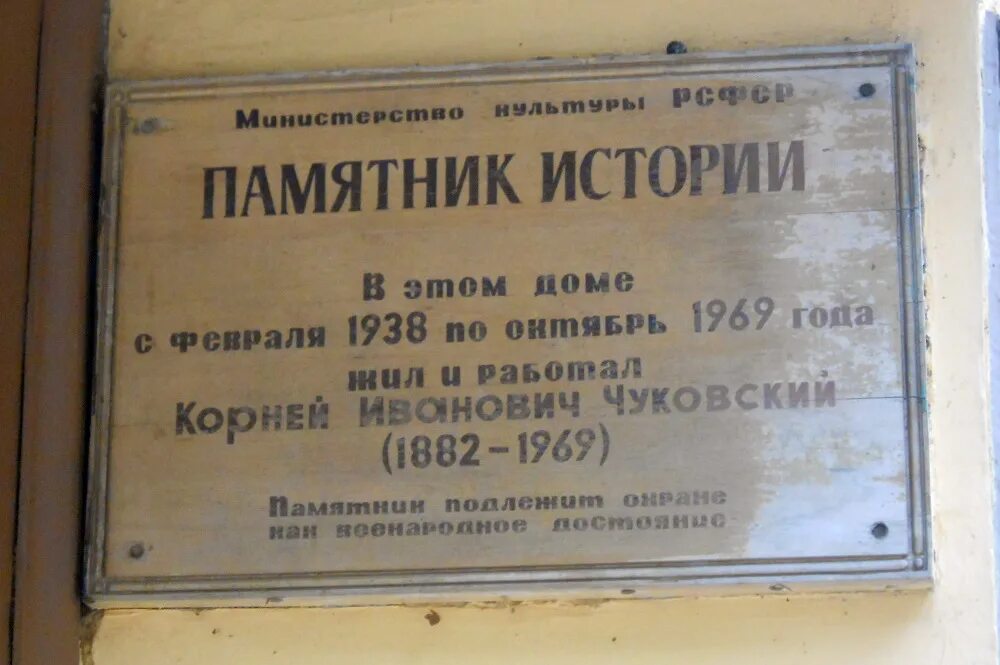 Министерство культуры РСФСР
ПАМЯТНИК ИСТОРИИ
В этом доме
с февраля 1938 по октябрь 1969 года
жил и работал
Корней Иванович Чуковский
(1882-1969)
Памятник подлежит охране
как всенародное достояние